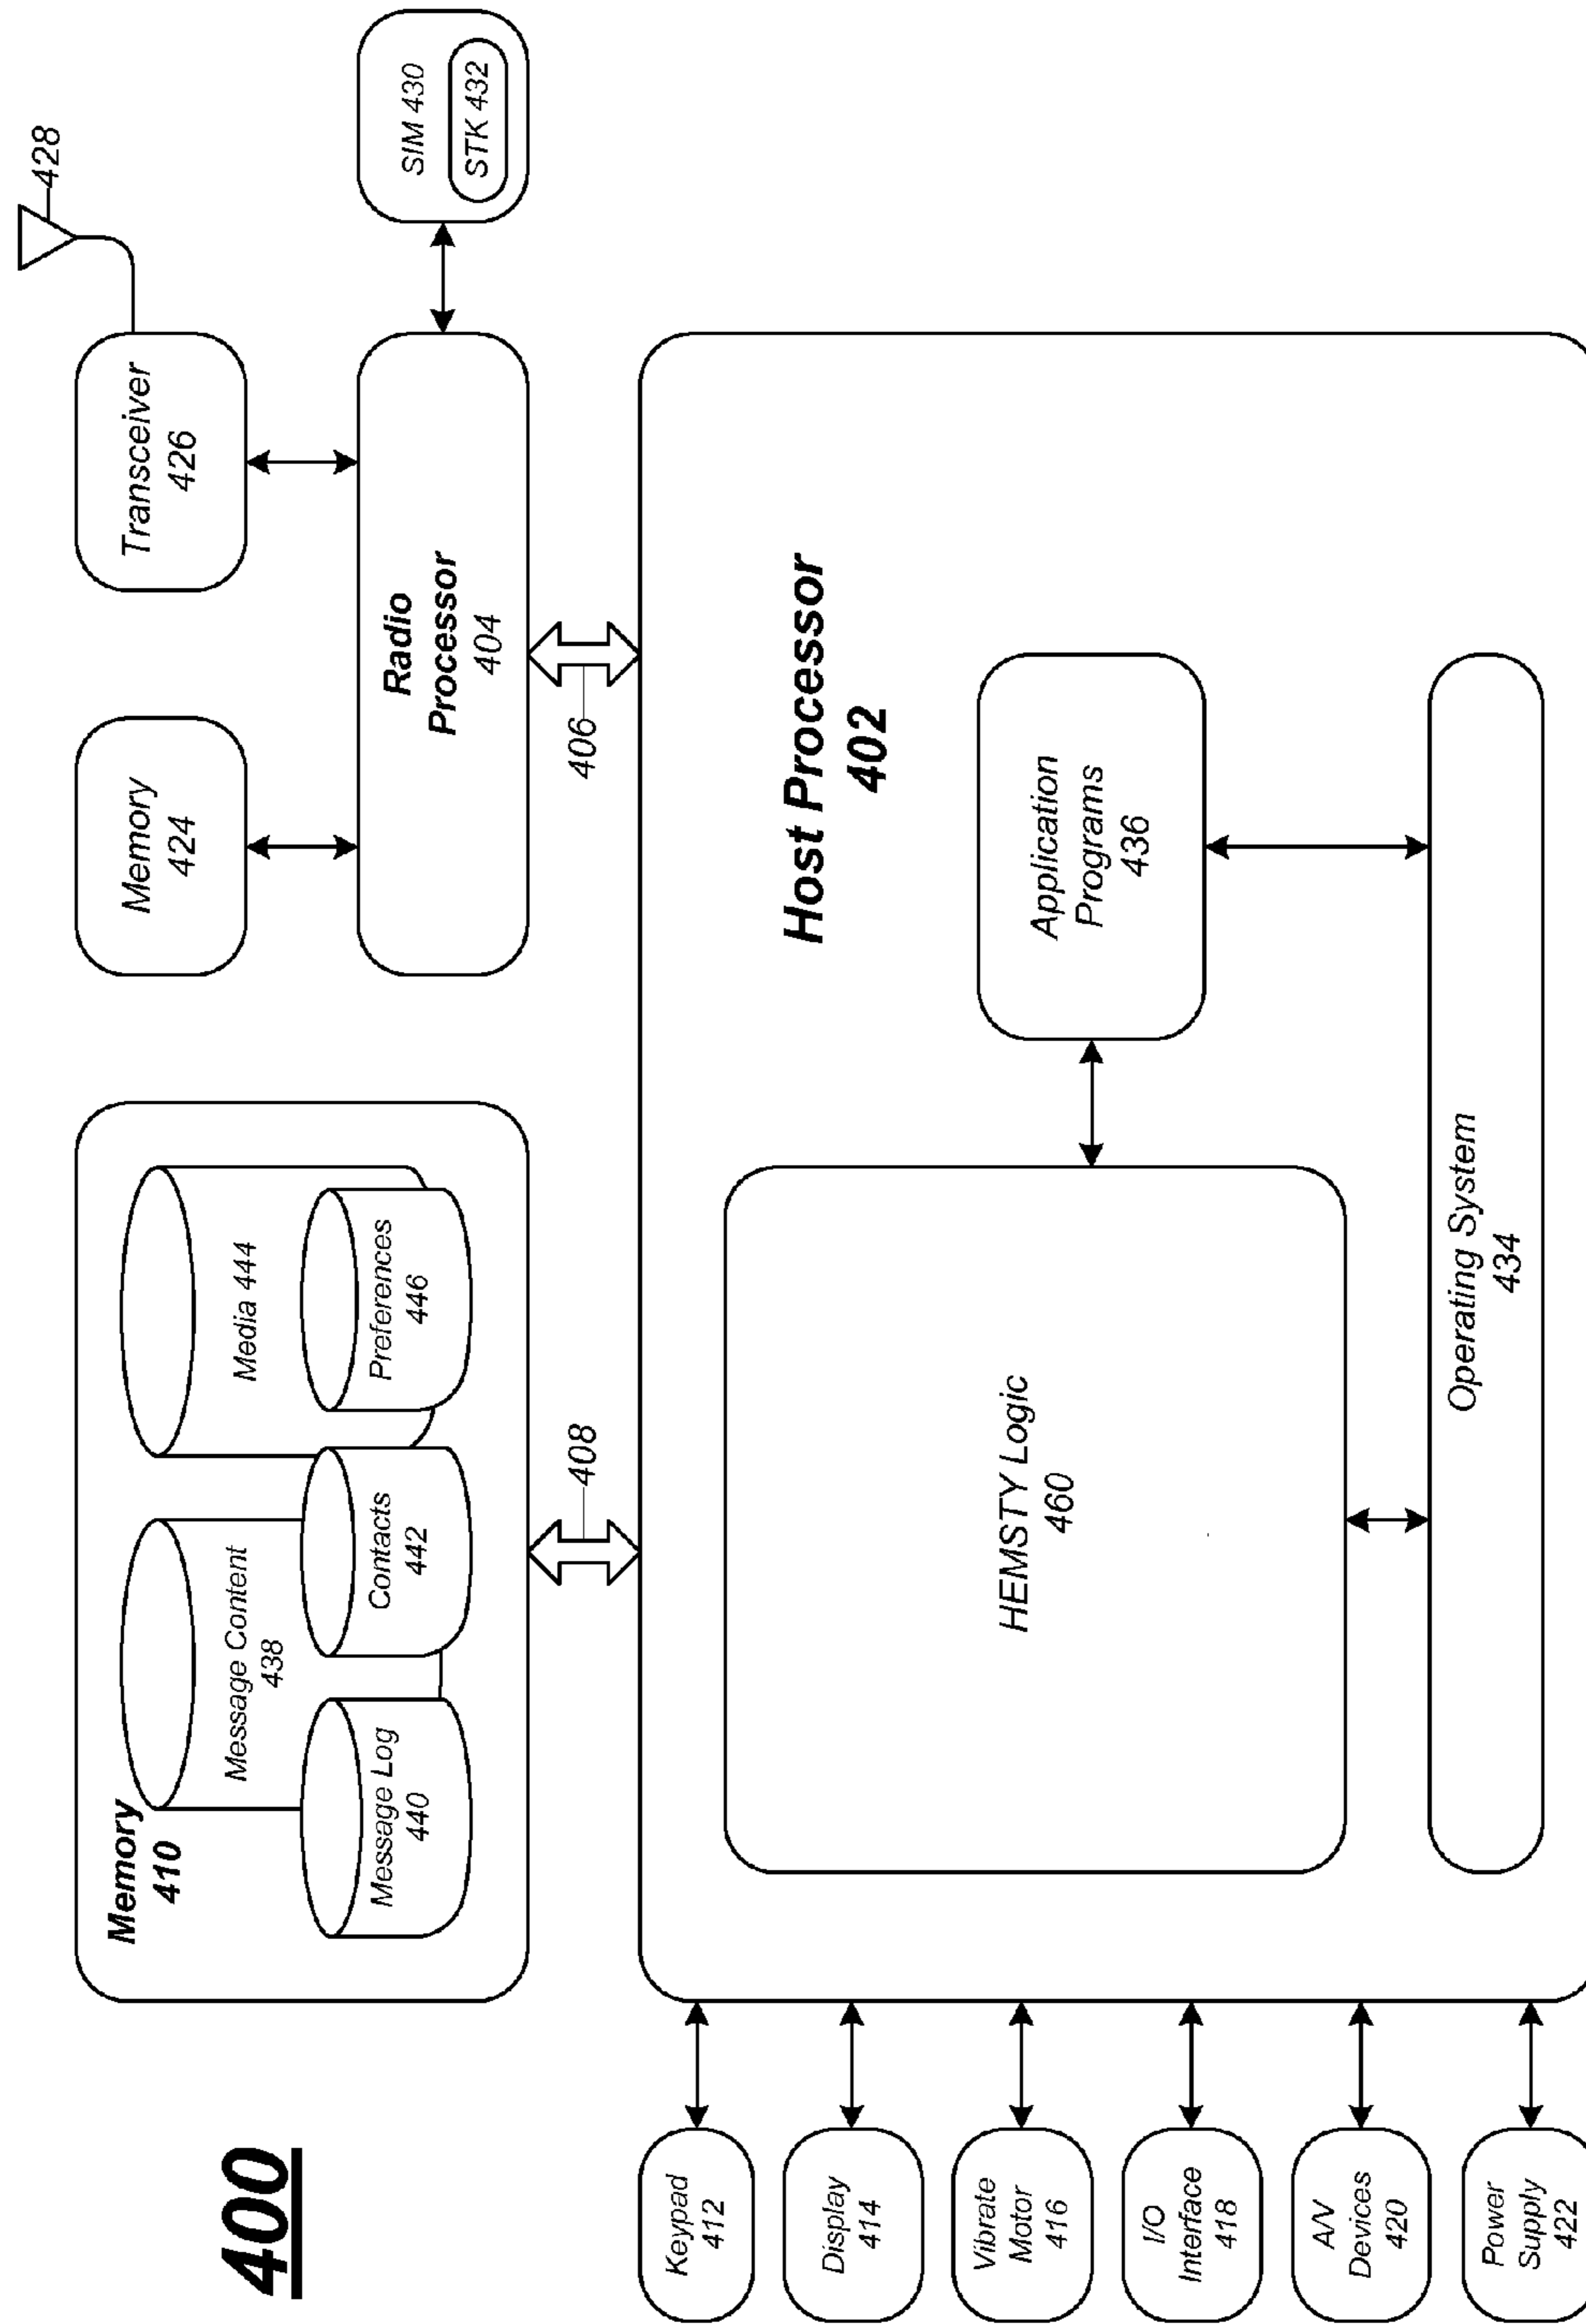 400
Memory
410
Message Content
438
Media 444
Message Log
440
Contacts
442
Preferences
446
Memory
424
Transceiver
426
428
Radio
Processor
404
SIM 430
STK 432
408
406
Host Processor
402
HEMSTY Logic
460
Application
Programs
436
Operating System
434
Keypad
412
Display
414
Vibrate
Motor
416
I/O
Interface
418
A/V
Devices
420
Power
Supply
422